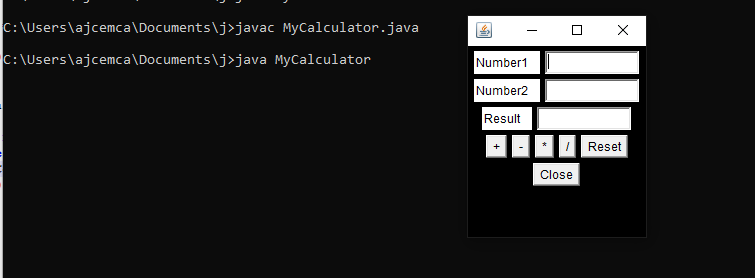 C:\Users\ajcemca\Documents\j>javac MyCalculator.java
C:\Users\ajcemca\Documents\j>java MyCalculator
Number1
Number2
Result
+ - * / Reset
Close